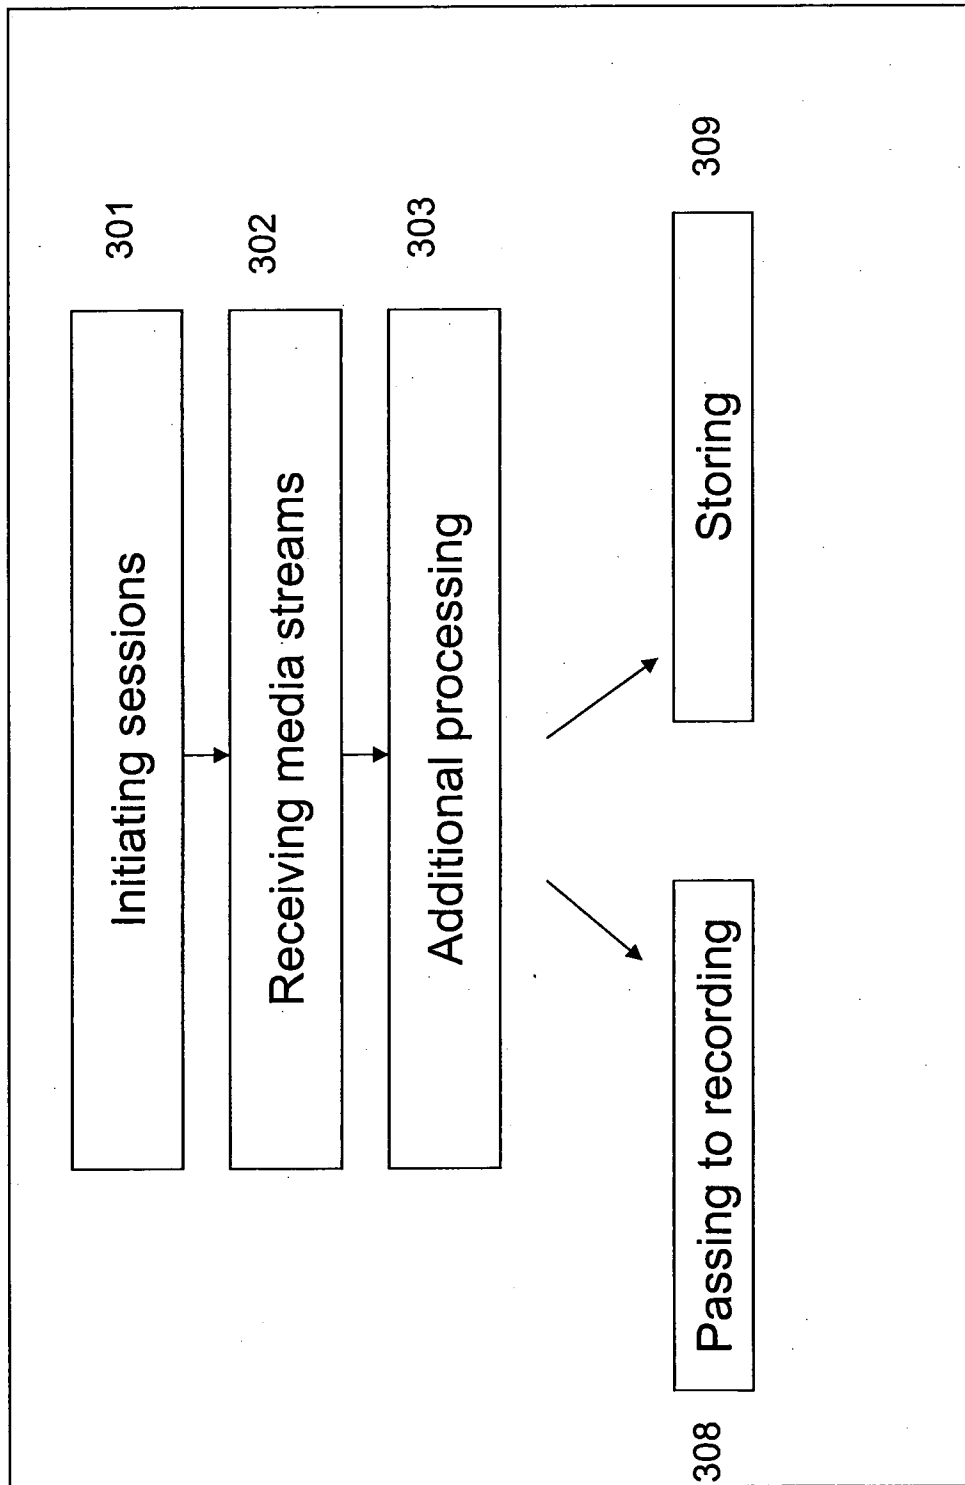 Initiating sessions
301
Receiving media streams
302
Additional processing
303
308
Passing to recording
Storing
309